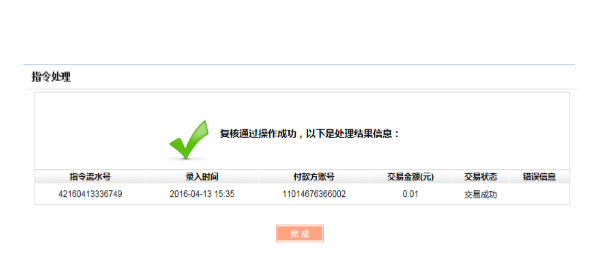 指令处理
复核通过操作成功，以下是处理结果信息：
指令流水号 录入时间 付款方账号 交易金额(元) 交易状态 错误信息
42160413336749 2016-04-13 15:35 11014676366002 0.01 交易成功
完成